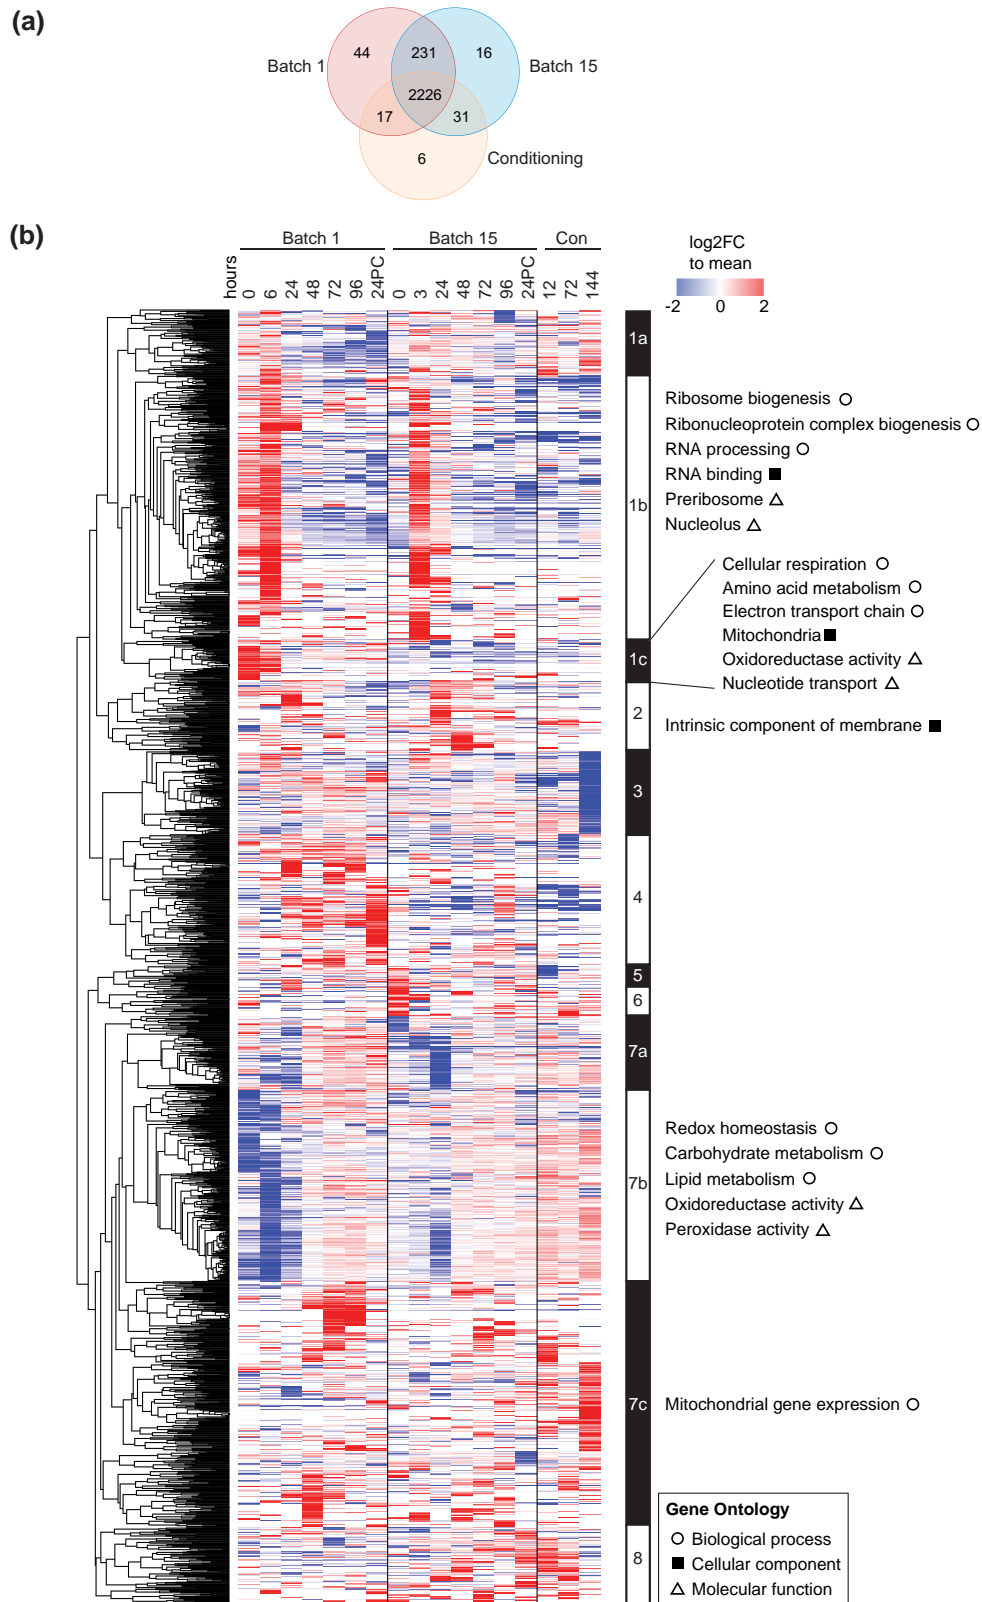 (a)
44
231
16
Batch 1
Batch 15
2226
17
31
6
Conditioning
(b)
Batch 1
Batch 15
Con
log2FC
to mean
-2
0
2
hours
0
6
24
48
72
96
24PC
0
3
24
48
72
96
24PC
12
72
144
1a
Ribosome biogenesis
Ribonucleoprotein complex biogenesis
RNA processing
RNA binding
Preribosome
Nucleolus
1b
Cellular respiration
Amino acid metabolism
Electron transport chain
Mitochondria
Oxidoreductase activity
Nucleotide transport
1c
2
Intrinsic component of membrane
3
4
5
6
7a
Redox homeostasis
Carbohydrate metabolism
Lipid metabolism
Oxidoreductase activity
Peroxidase activity
7b
7c
Mitochondrial gene expression
8
Gene Ontology
Biological process
Cellular component
Molecular function